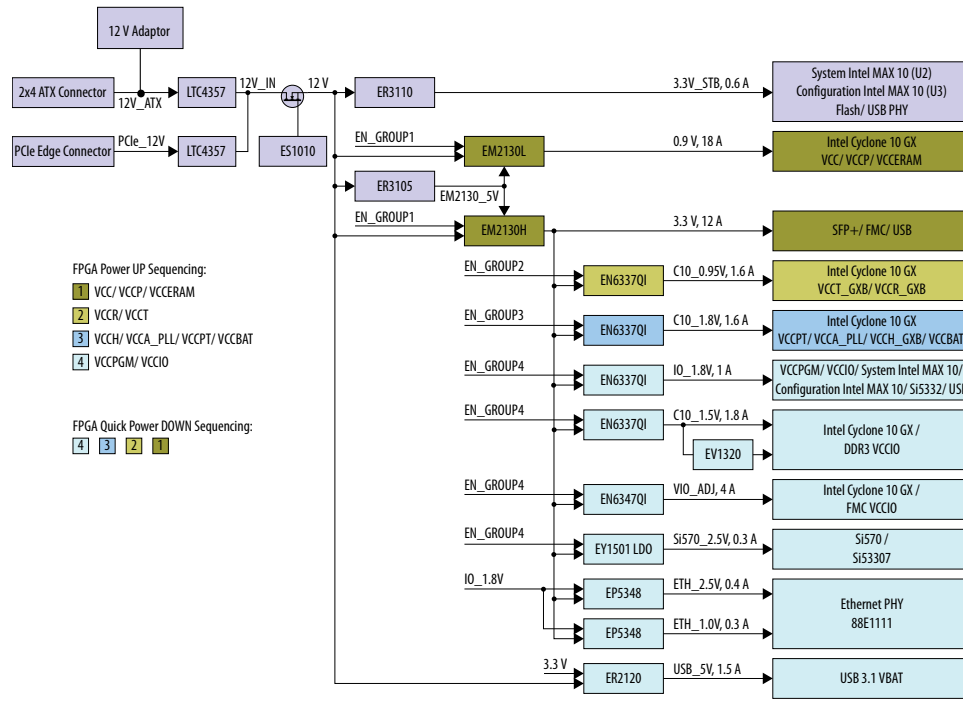 12 V Adaptor
2x4 ATX Connector
12V_ATX
LTC4357
12V_IN
12 V
ER3110
3.3V_STB, 0.6 A
System Intel MAX 10 (U2)
Configuration Intel MAX 10 (U3)
Flash/ USB PHY
PCIe Edge Connector
PCIe_12V
LTC4357
ES1010
EN_GROUP1
EM2130L
0.9 V, 18 A
Intel Cyclone 10 GX
VCC/ VCCP/ VCCERAM
ER3105
EM2130_5V
EN_GROUP1
EM2130H
3.3 V, 12 A
SFP+/ FMC/ USB
FPGA Power UP Sequencing:
1 VCC/ VCCP/ VCCERAM
2 VCCR/ VCCT
3 VCCH/ VCCA_PLL/ VCCPT/ VCCBAT
4 VCCPGM/ VCCIO
FPGA Quick Power DOWN Sequencing:
4 3 2 1
EN_GROUP2
EN6337QI
C10_0.95V, 1.6 A
Intel Cyclone 10 GX
VCCT_GXB/ VCCR_GXB
EN_GROUP3
EN6337QI
C10_1.8V, 1.6 A
Intel Cyclone 10 GX
VCCPT/ VCCA_PLL/ VCCH_GXB/ VCCBAT
EN_GROUP4
EN6337QI
IO_1.8V, 1 A
VCCPGM/ VCCIO/ System Intel MAX 10/
Configuration Intel MAX 10/ Si5332/ USB
EN_GROUP4
EN6337QI
C10_1.5V, 1.8 A
EV1320
Intel Cyclone 10 GX /
DDR3 VCCIO
EN_GROUP4
EN6347QI
VIO_ADJ, 4 A
Intel Cyclone 10 GX /
FMC VCCIO
EN_GROUP4
EY1501 LDO
Si570_2.5V, 0.3 A
Si570 /
Si53307
IO_1.8V
EP5348
ETH_2.5V, 0.4 A
EP5348
ETH_1.0V, 0.3 A
Ethernet PHY
88E1111
3.3 V
ER2120
USB_5V, 1.5 A
USB 3.1 VBAT